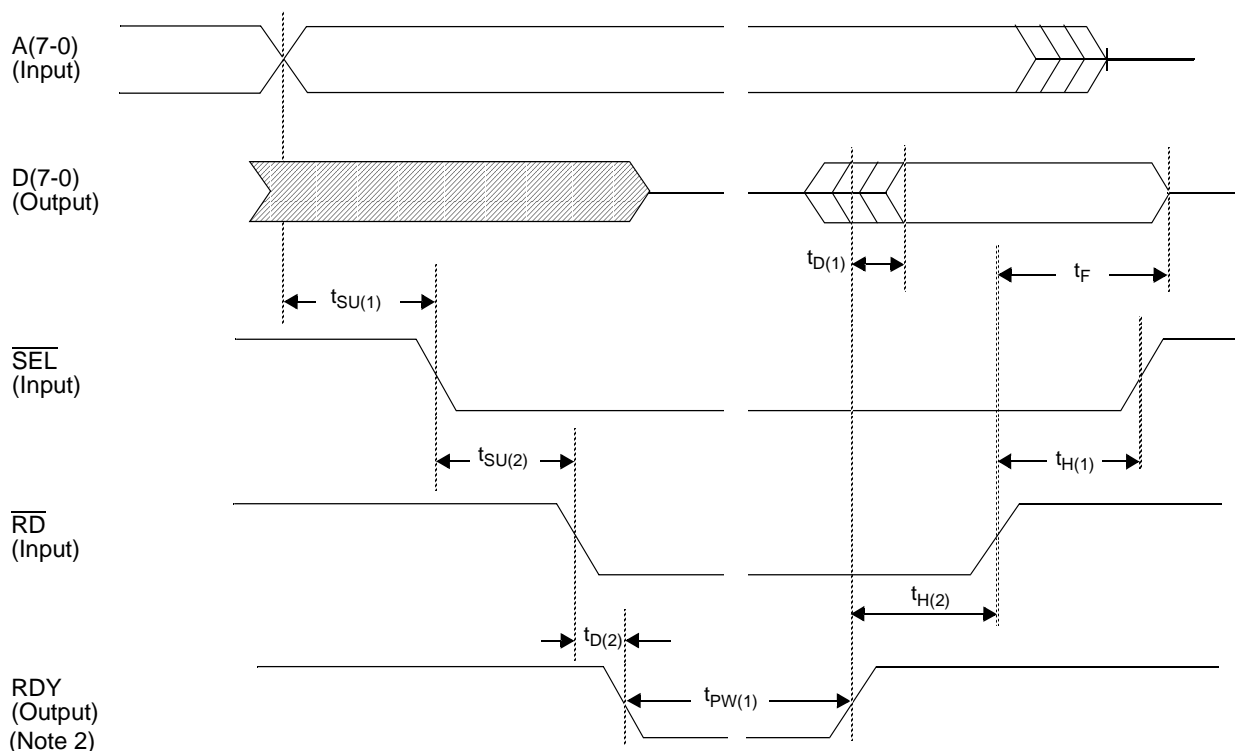 A(7-0)
(Input)
D(7-0)
(Output)
tD(1)
tF
tSU(1)
SEL
(Input)
tSU(2)
tH(1)
RD
(Input)
tH(2)
tD(2)
RDY
(Output)
(Note 2)
tPW(1)